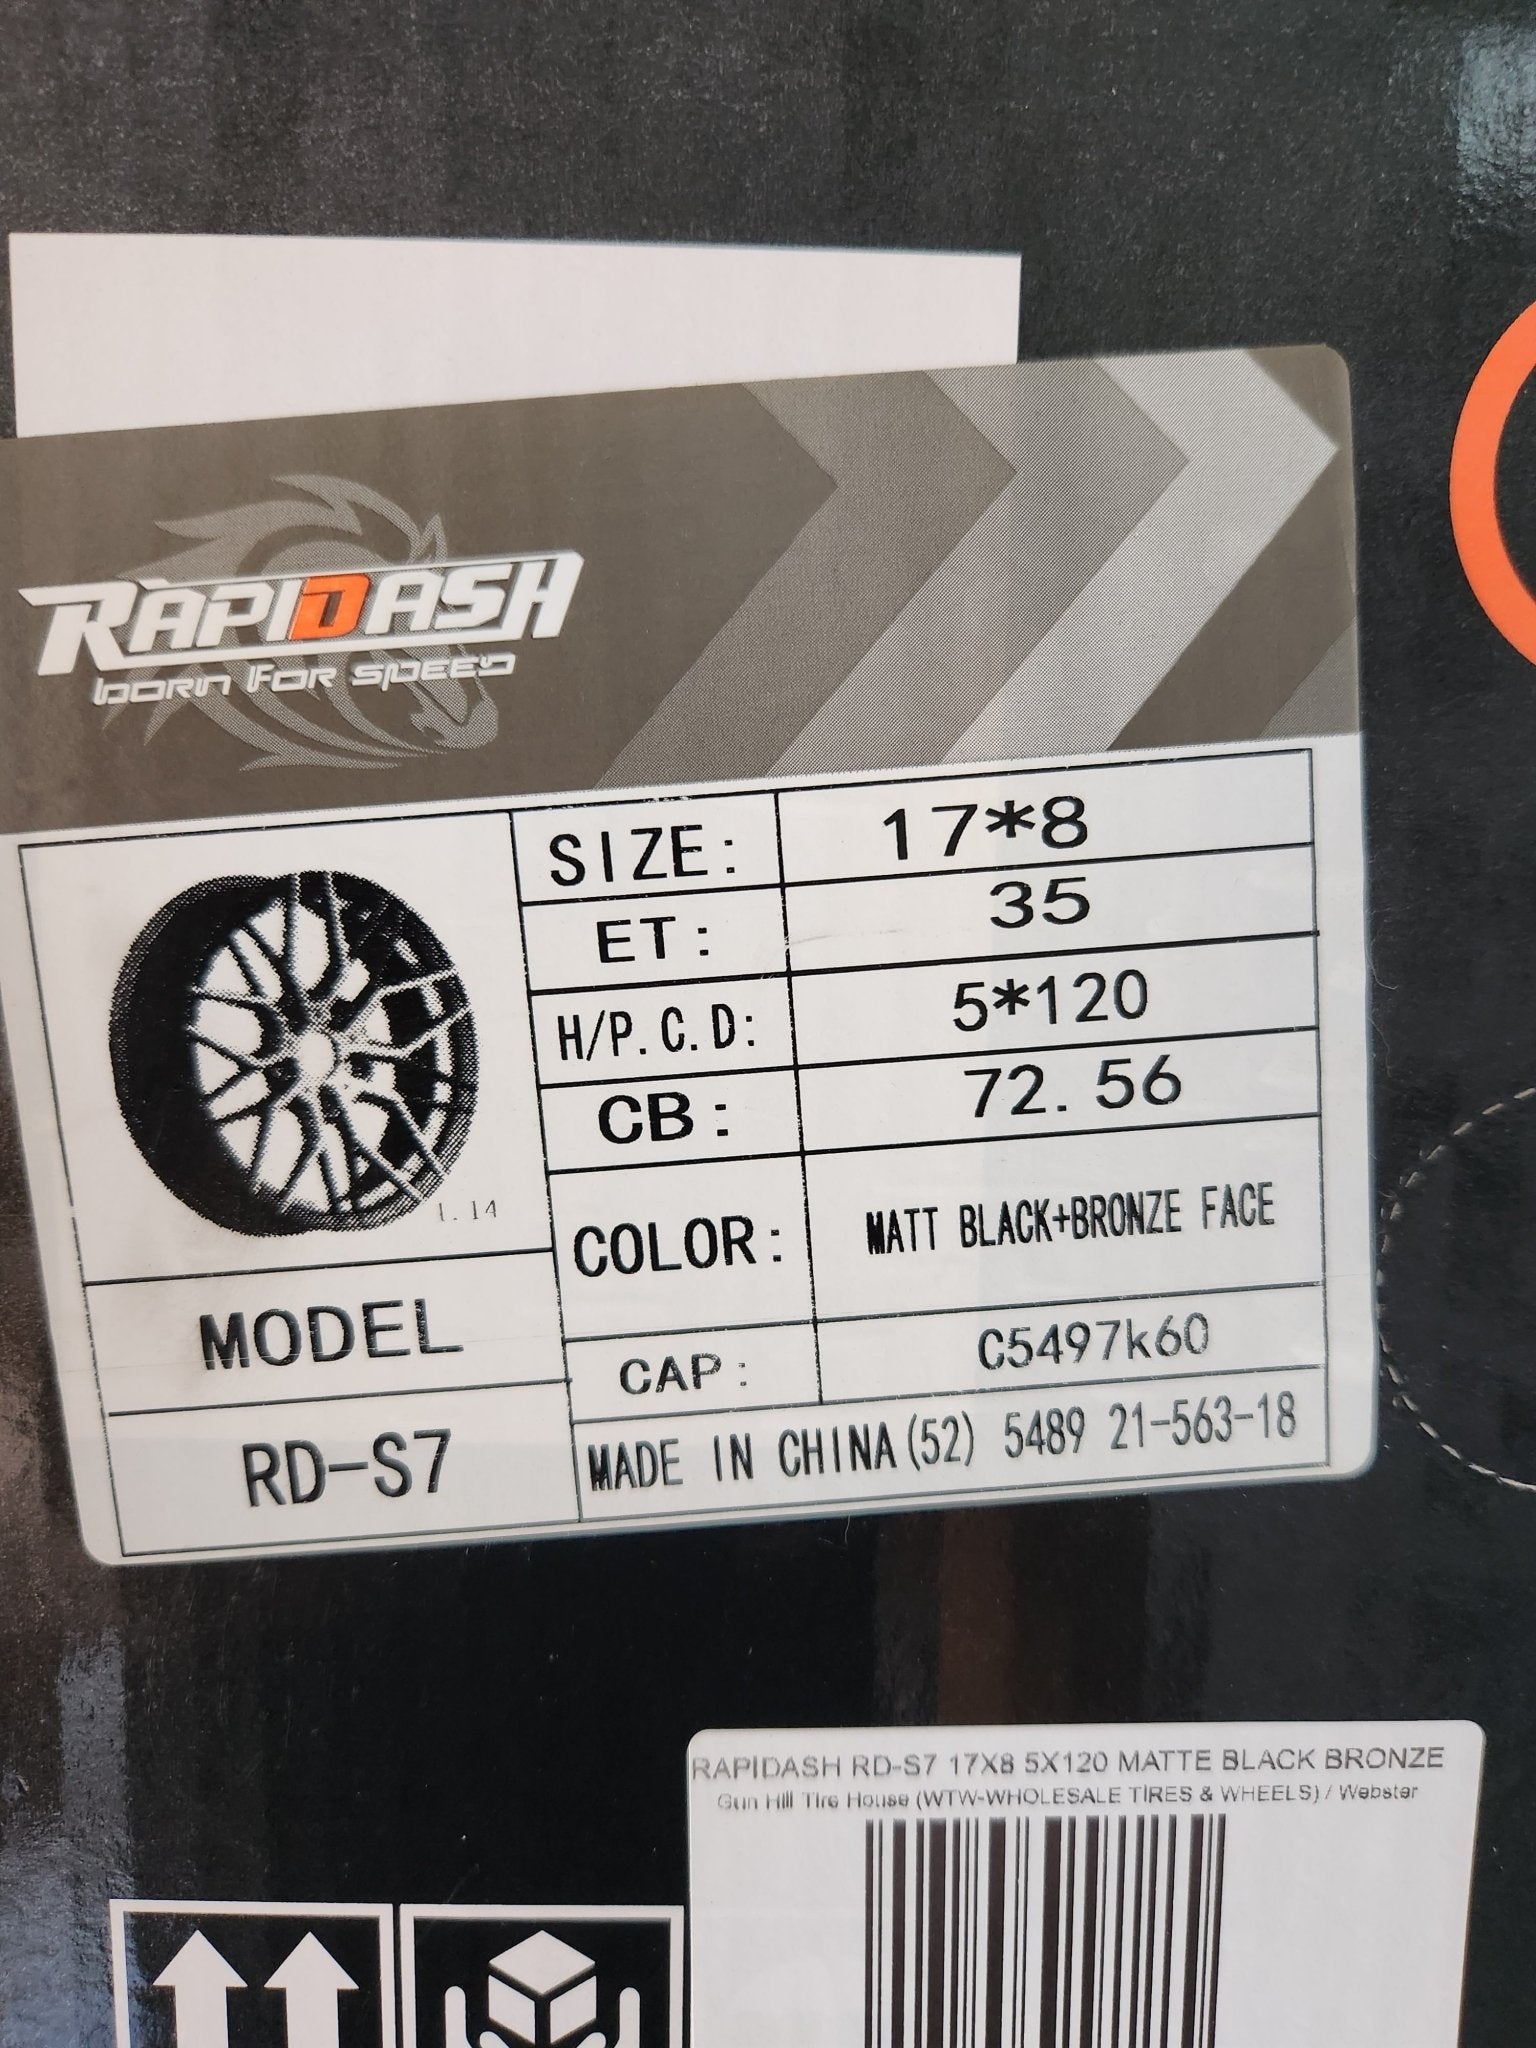 RAPIDASH
born for speed
SIZE: 17*8
ET: 35
H/P.C.D: 5*120
CB: 72.56
COLOR: MATT BLACK+BRONZE FACE
1.14
CAP: C5497k60
MODEL
RD-S7
MADE IN CHINA(52) 5489 21-563-18
RAPIDASH RD-S7 17X8 5X120 MATTE BLACK BRONZE
Gun Hill Tire House (WTW-WHOLESALE TIRES & WHEELS) / Webster